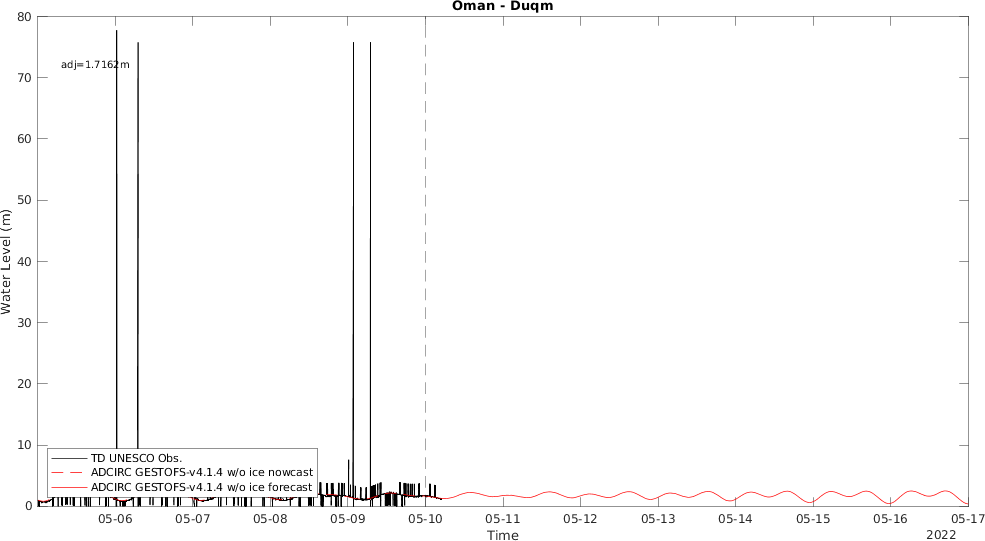 Oman - Duqm
80
70
60
50
40
30
20
10
0
Water Level (m)
adj=1.7162m
TD UNESCO Obs.
ADCIRC GESTOFS-v4.1.4 w/o ice nowcast
ADCIRC GESTOFS-v4.1.4 w/o ice forecast
05-06 05-07 05-08 05-09 05-10 05-11 05-12 05-13 05-14 05-15 05-16 05-17
Time
2022